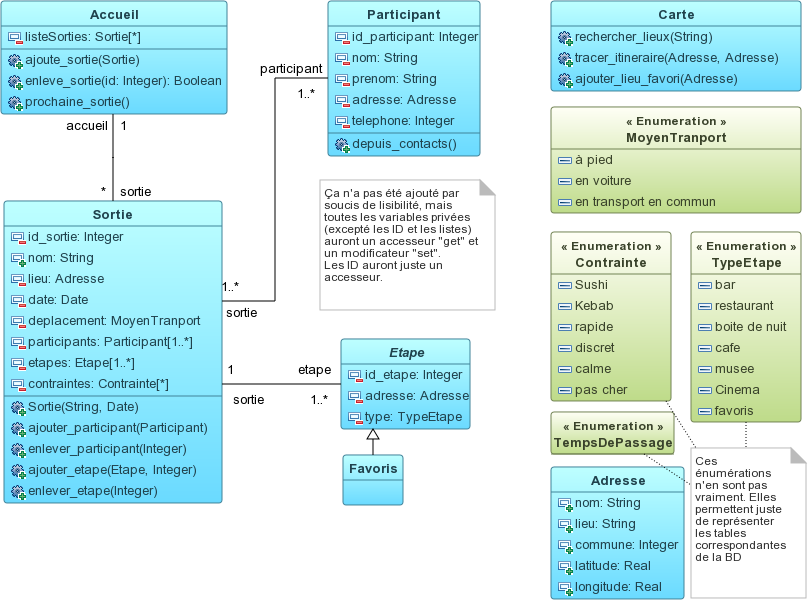 Accueil
listeSorties: Sortie[*]
ajoute_sortie(Sortie)
enleve_sortie(id: Integer): Boolean
prochaine_sortie()
accueil
1
*
sortie
Sortie
id_sortie: Integer
nom: String
lieu: Adresse
date: Date
deplacement: MoyenTranport
participants: Participant[1..*]
etapes: Etape[1..*]
contraintes: Contrainte[*]
Sortie(String, Date)
ajouter_participant(Participant)
enlever_participant(Integer)
ajouter_etape(Etape, Integer)
enlever_etape(Integer)
participant
1..*
1..*
sortie
Participant
id_participant: Integer
nom: String
prenom: String
adresse: Adresse
telephone: Integer
depuis_contacts()
Ça n'a pas été ajouté par
soucis de lisibilité, mais
toutes les variables privées
(excepté les ID et les listes)
auront un accesseur "get" et
un modificateur "set".
Les ID auront juste un
accesseur.
1
sortie
etape
1..*
Etape
id_etape: Integer
adresse: Adresse
type: TypeEtape
Favoris
Carte
rechercher_lieux(String)
tracer_itineraire(Adresse, Adresse)
ajouter_lieu_favori(Adresse)
« Enumeration »
MoyenTranport
à pied
en voiture
en transport en commun
« Enumeration »
Contrainte
Sushi
Kebab
rapide
discret
calme
pas cher
« Enumeration »
TypeEtape
bar
restaurant
boite de nuit
cafe
musee
Cinema
favoris
« Enumeration »
TempsDePassage
Adresse
nom: String
lieu: String
commune: Integer
latitude: Real
longitude: Real
Ces
énumérations
n'en sont pas
vraiment. Elles
permettent juste
de représenter
les tables
correspondantes
de la BD